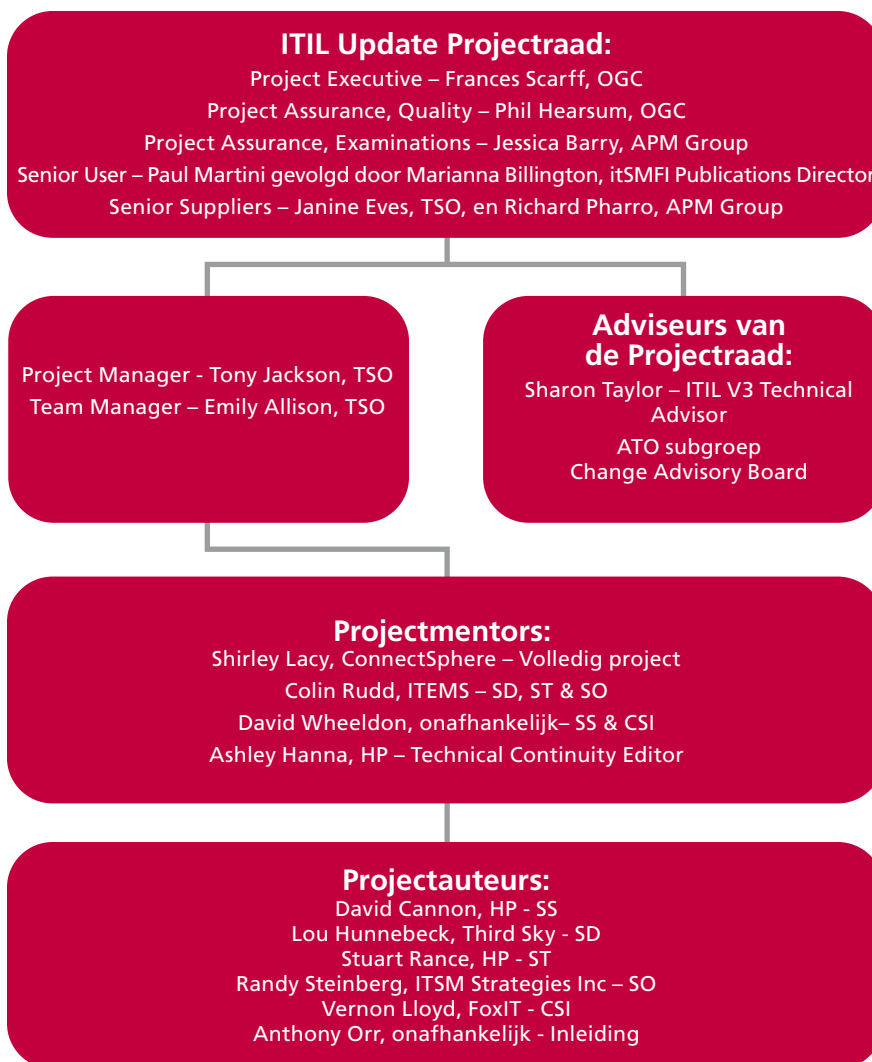 ITIL Update Projectraad:
Project Executive – Frances Scarff, OGC
Project Assurance, Quality – Phil Hearsum, OGC
Project Assurance, Examinations – Jessica Barry, APM Group
Senior User – Paul Martini gevolgd door Marianna Billington, itSMFI Publications Director
Senior Suppliers – Janine Eves, TSO, en Richard Pharro, APM Group
Project Manager - Tony Jackson, TSO
Team Manager – Emily Allison, TSO
Adviseurs van
de Projectraad:
Sharon Taylor – ITIL V3 Technical
Advisor
ATO subgroep
Change Advisory Board
Projectmentors:
Shirley Lacy, ConnectSphere – Volledig project
Colin Rudd, ITEMS – SD, ST & SO
David Wheeldon, onafhankelijk– SS & CSI
Ashley Hanna, HP – Technical Continuity Editor
Projectauteurs:
David Cannon, HP - SS
Lou Hunnebeck, Third Sky - SD
Stuart Rance, HP - ST
Randy Steinberg, ITSM Strategies Inc – SO
Vernon Lloyd, FoxIT - CSI
Anthony Orr, onafhankelijk - Inleiding